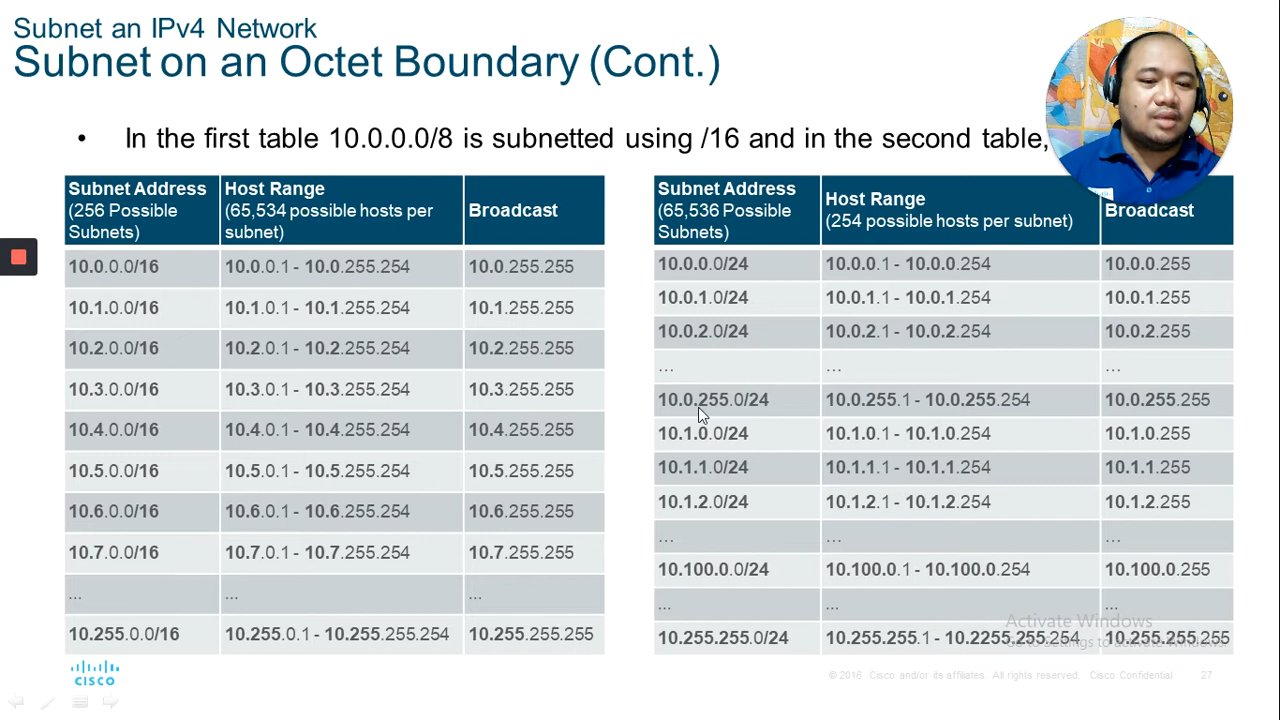 Subnet an IPv4 Network
Subnet on an Octet Boundary (Cont.)
• In the first table 10.0.0.0/8 is subnetted using /16 and in the second table,
Subnet Address Host Range
(256 Possible (65,534 possible hosts per Broadcast
Subnets) subnet)
10.0.0.0/16 10.0.0.1 - 10.0.255.254 10.0.255.255
10.1.0.0/16 10.1.0.1 - 10.1.255.254 10.1.255.255
10.2.0.0/16 10.2.0.1 - 10.2.255.254 10.2.255.255
10.3.0.0/16 10.3.0.1 - 10.3.255.254 10.3.255.255
10.4.0.0/16 10.4.0.1 - 10.4.255.254 10.4.255.255
10.5.0.0/16 10.5.0.1 - 10.5.255.254 10.5.255.255
10.6.0.0/16 10.6.0.1 - 10.6.255.254 10.6.255.255
10.7.0.0/16 10.7.0.1 - 10.7.255.254 10.7.255.255
... ... ...
10.255.0.0/16 10.255.0.1 - 10.255.255.254 10.255.255.255
Subnet Address Host Range
(65,536 Possible (254 possible hosts per subnet) Broadcast
Subnets)
10.0.0.0/24 10.0.0.1 - 10.0.0.254 10.0.0.255
10.0.1.0/24 10.0.1.1 - 10.0.1.254 10.0.1.255
10.0.2.0/24 10.0.2.1 - 10.0.2.254 10.0.2.255
... ... ...
10.0.255.0/24 10.0.255.1 - 10.0.255.254 10.0.255.255
10.1.0.0/24 10.1.0.1 - 10.1.0.254 10.1.0.255
10.1.1.0/24 10.1.1.1 - 10.1.1.254 10.1.1.255
10.1.2.0/24 10.1.2.1 - 10.1.2.254 10.1.2.255
... ... ...
10.100.0.0/24 10.100.0.1 - 10.100.0.254 10.100.0.255
... ... ...
10.255.255.0/24 10.255.255.1 - 10.2255.255.254 10.255.255.255
Activate Windows
Go to Settings to activate Windows.
CISCO
© 2016 Cisco and/or its affiliates. All rights reserved. Cisco Confidential 27